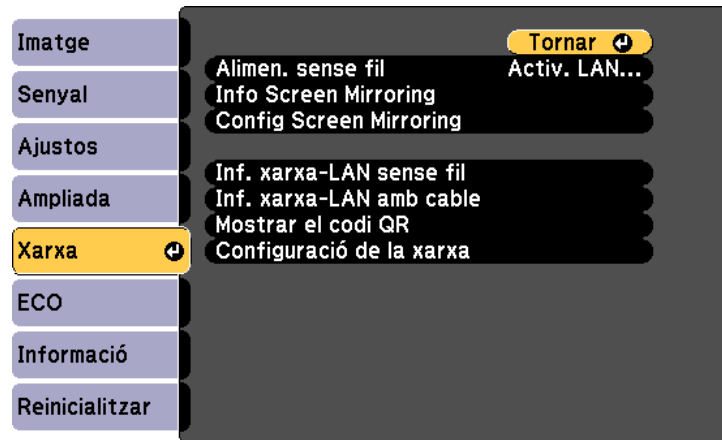 Imatge
Senyal
Ajustos
Ampliada
Xarxa
ECO
Informació
Reinicialitzar
Tornar
Alimen. sense fil Activ. LAN...
Info Screen Mirroring
Config Screen Mirroring
Inf. xarxa-LAN sense fil
Inf. xarxa-LAN amb cable
Mostrar el codi QR
Configuració de la xarxa